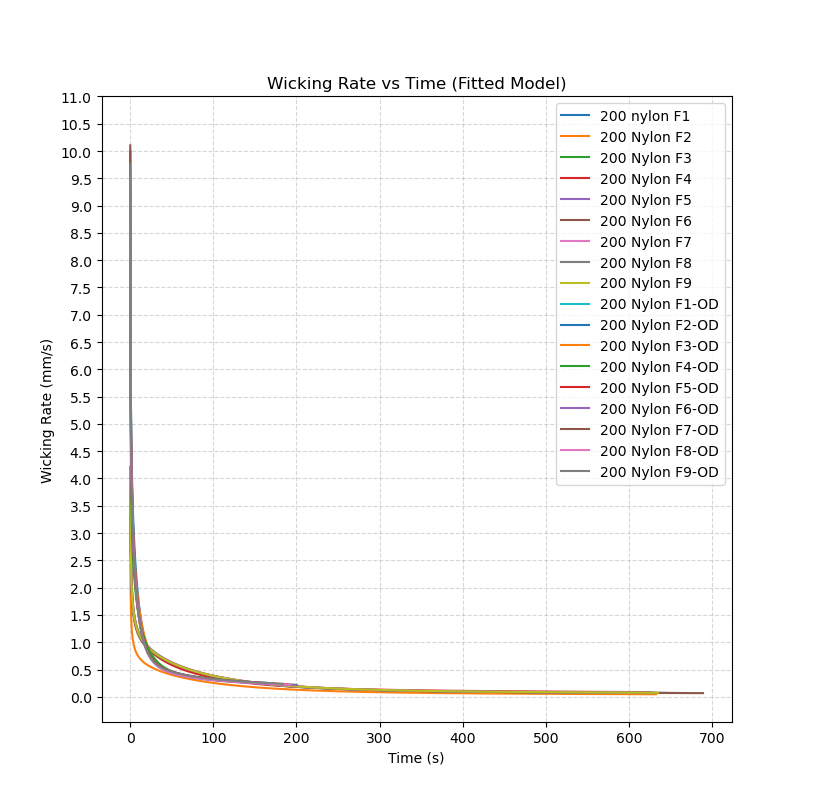 Wicking Rate vs Time (Fitted Model)
11.0
10.5
10.0
9.5
9.0
8.5
8.0
7.5
7.0
6.5
6.0
5.5
5.0
4.5
4.0
3.5
3.0
2.5
2.0
1.5
1.0
0.5
0.0
Wicking Rate (mm/s)
200 nylon F1
200 Nylon F2
200 Nylon F3
200 Nylon F4
200 Nylon F5
200 Nylon F6
200 Nylon F7
200 Nylon F8
200 Nylon F9
200 Nylon F1-OD
200 Nylon F2-OD
200 Nylon F3-OD
200 Nylon F4-OD
200 Nylon F5-OD
200 Nylon F6-OD
200 Nylon F7-OD
200 Nylon F8-OD
200 Nylon F9-OD
0 100 200 300 400 500 600 700
Time (s)